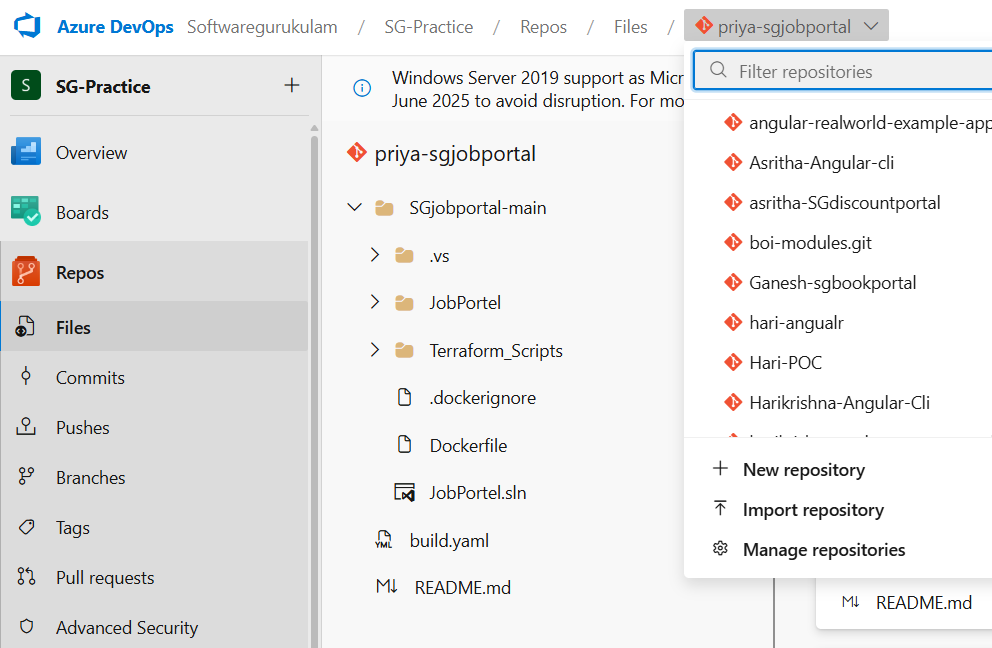 Azure DevOps Softwaregurukulam / SG-Practice / Repos / Files / priya-sgjobportal
S SG-Practice +
Overview
Boards
Repos
Files
Commits
Pushes
Branches
Tags
Pull requests
Advanced Security
Windows Server 2019 support as Micr
June 2025 to avoid disruption. For mo
priya-sgjobportal
SGjobportal-main
.vs
JobPortel
Terraform_Scripts
.dockerignore
Dockerfile
JobPortel.sln
YML build.yaml
M↓ README.md
Filter repositories
angular-realworld-example-app
Asritha-Angular-cli
asritha-SGdiscountportal
boi-modules.git
Ganesh-sgbookportal
hari-angualr
Hari-POC
Harikrishna-Angular-Cli
+ New repository
Import repository
Manage repositories
M↓ README.md